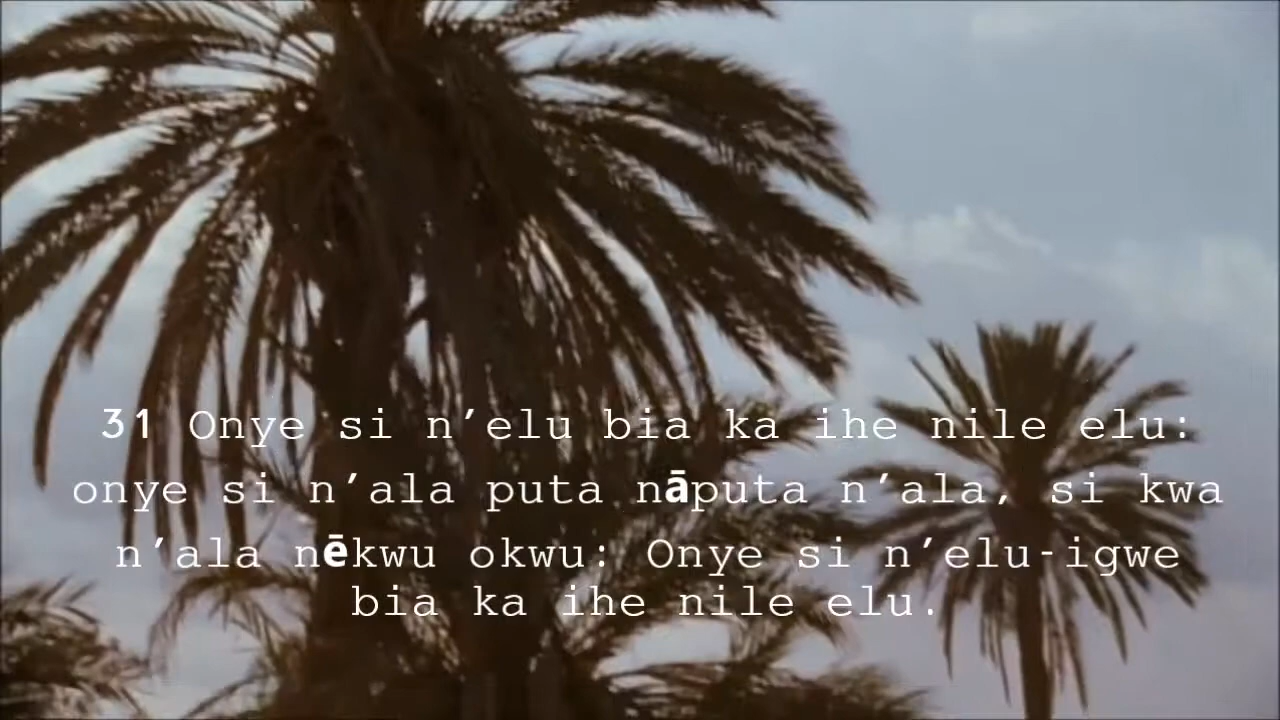 31 Onye si n’elu bia ka ihe nile elu:
onye si n’ala puta nāputa n’ala, si kwa
n’ala nēkwu okwu: Onye si n’elu-igwe
bia ka ihe nile elu.